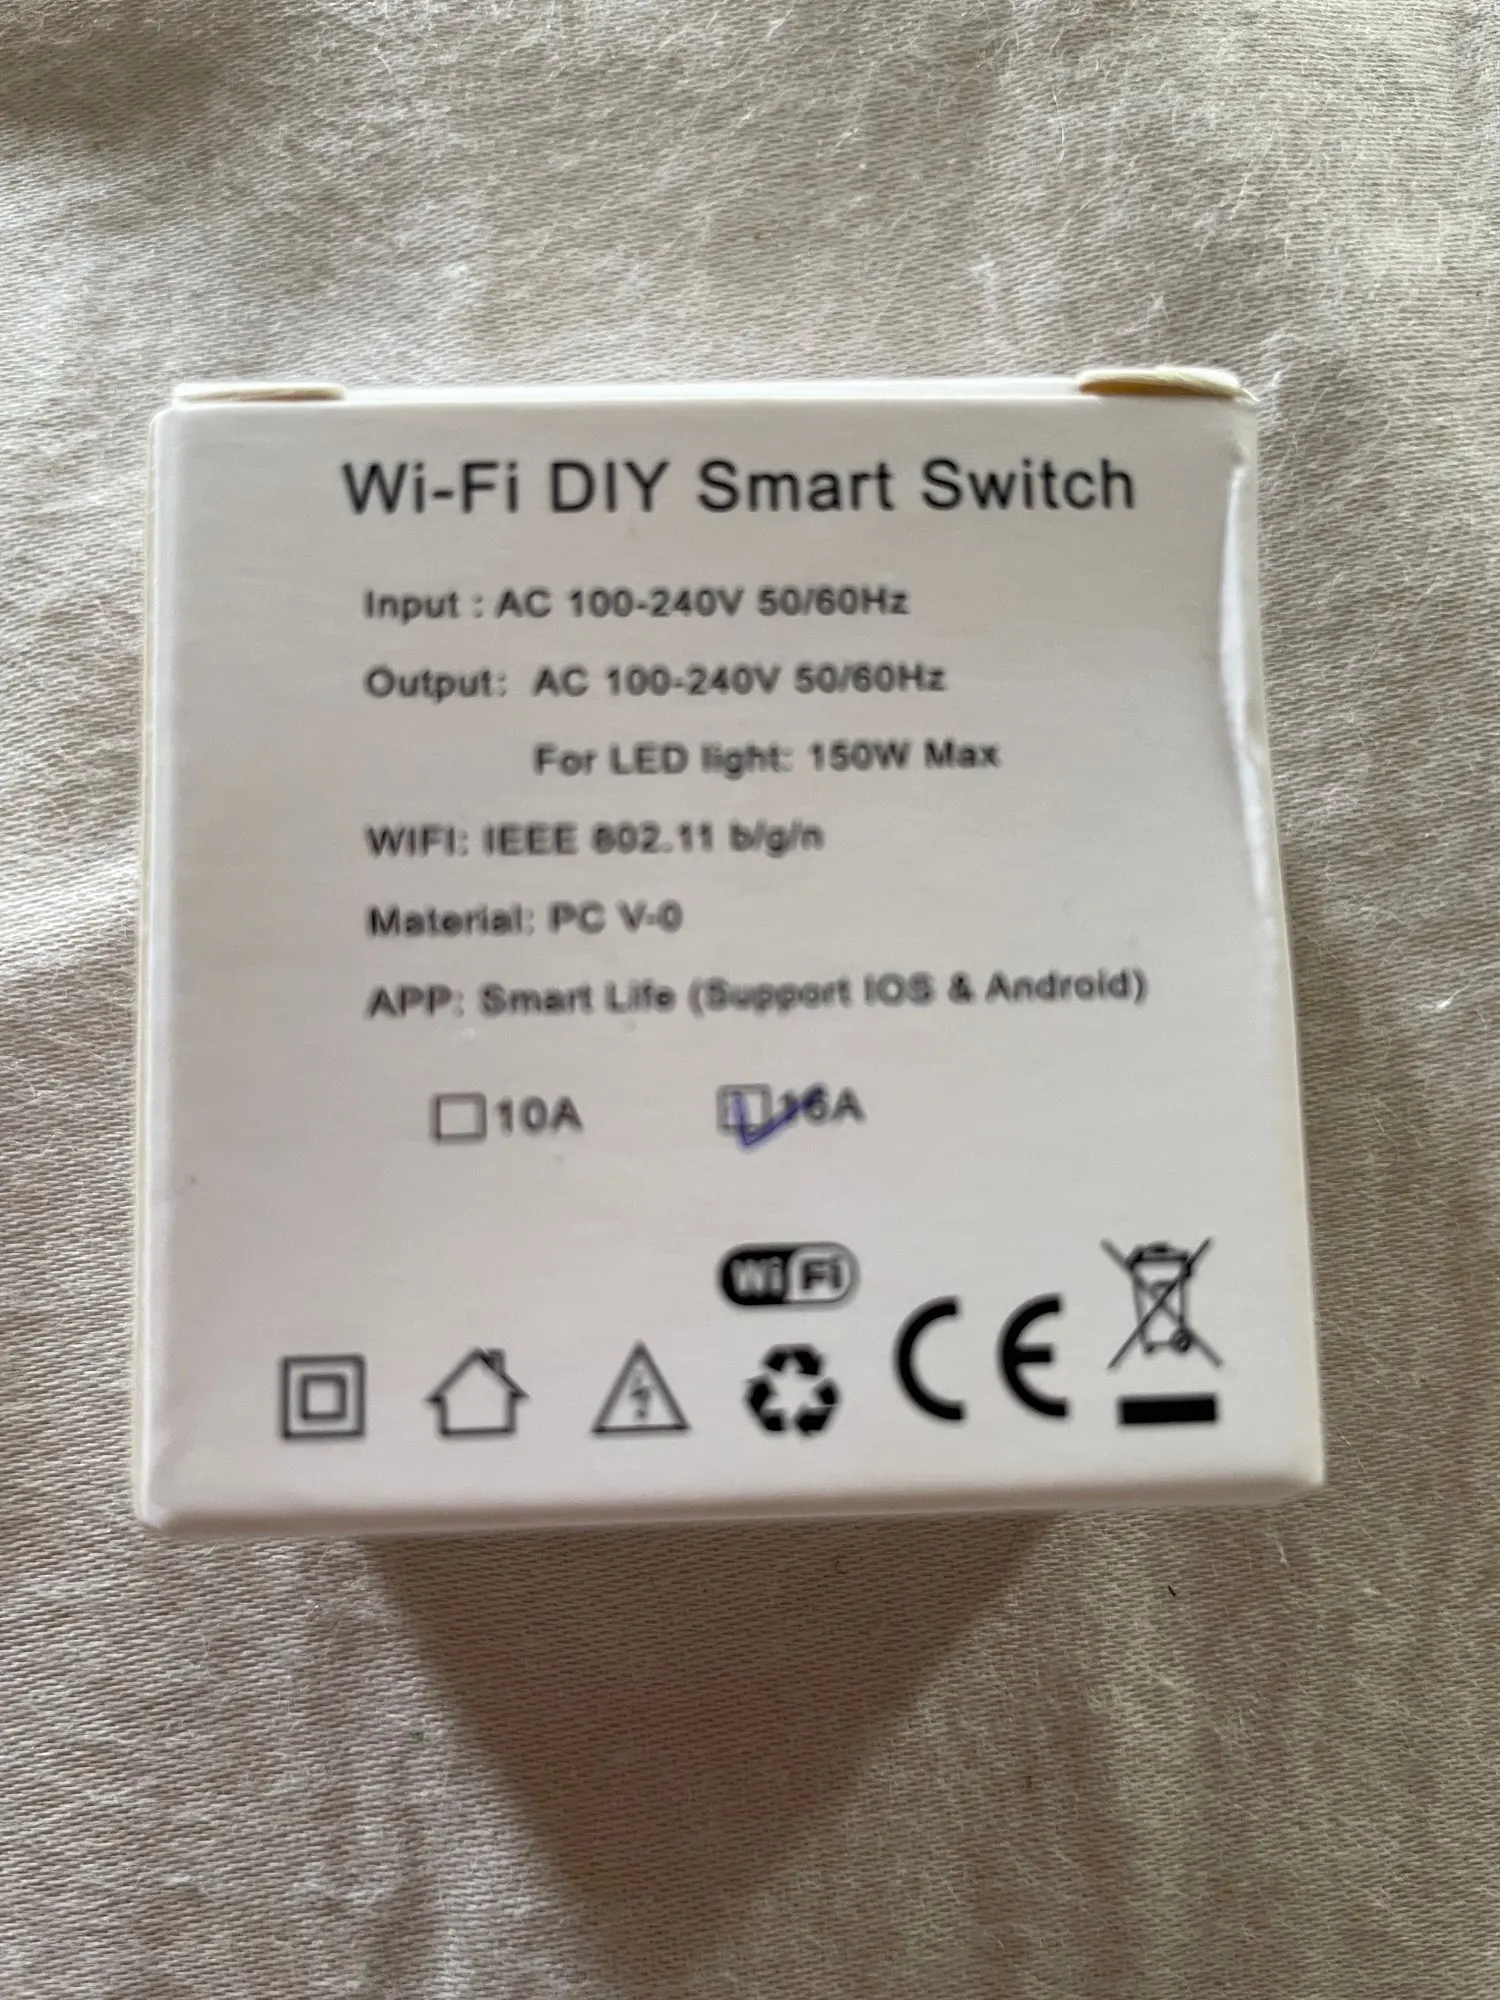 Wi-Fi DIY Smart Switch
Input : AC 100-240V 50/60Hz
Output: AC 100-240V 50/60Hz
For LED light: 150W Max
WIFI: IEEE 802.11 b/g/n
Material: PC V-0
APP: Smart Life (Support IOS & Android)
10A 16A
Wi Fi
CE